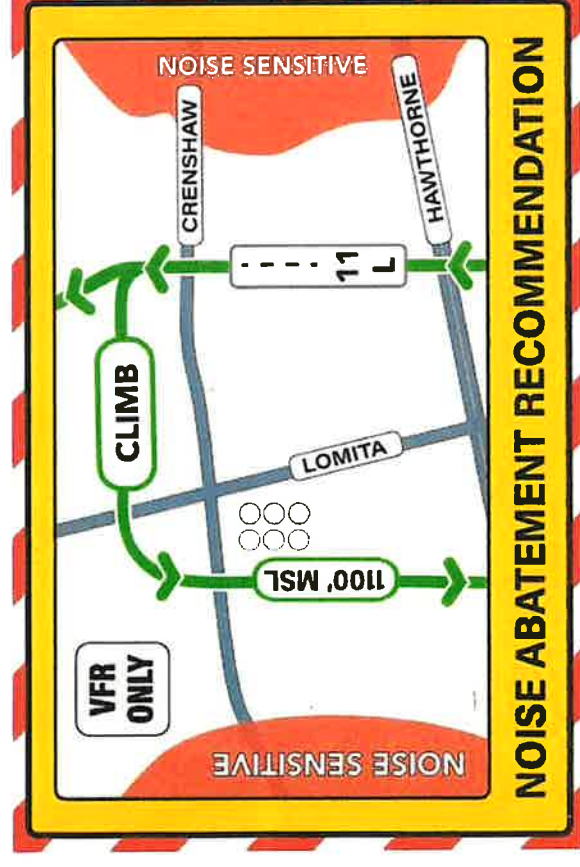 NOISE SENSITIVE
CRENSHAW
HAWTHORNE
11
L
CLIMB
LOMITA
1100' MSL
VFR
ONLY
NOISE SENSITIVE
NOISE ABATEMENT RECOMMENDATION